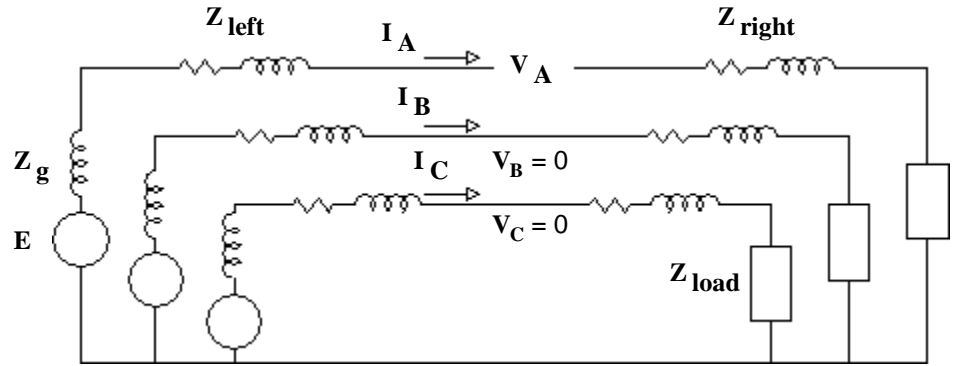 Z left
I A
Z right
V A
I B
Z g
I C
V B = 0
E
V C = 0
Z load